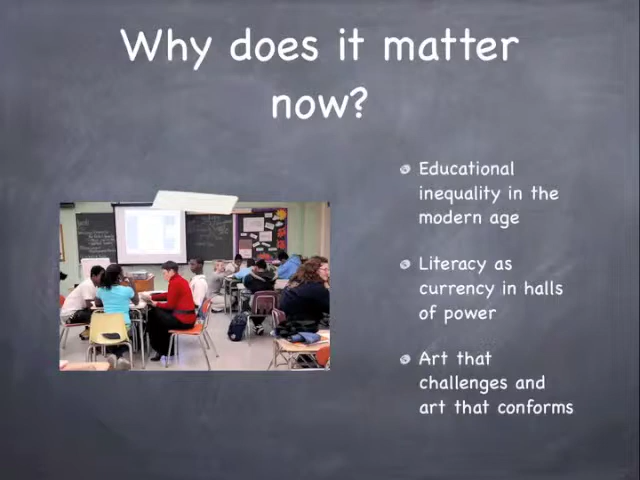 Why does it matter
now?
Educational
inequality in the
modern age
Literacy as
currency in halls
of power
Art that
challenges and
art that conforms